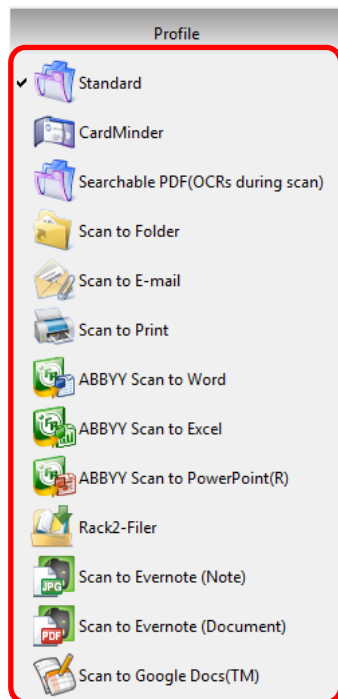 Profile
Standard
CardMinder
Searchable PDF(OCRs during scan)
Scan to Folder
Scan to E-mail
Scan to Print
ABBYY Scan to Word
ABBYY Scan to Excel
ABBYY Scan to PowerPoint(R)
Rack2-Filer
JPG
Scan to Evernote (Note)
PDF
Scan to Evernote (Document)
Scan to Google Docs(TM)